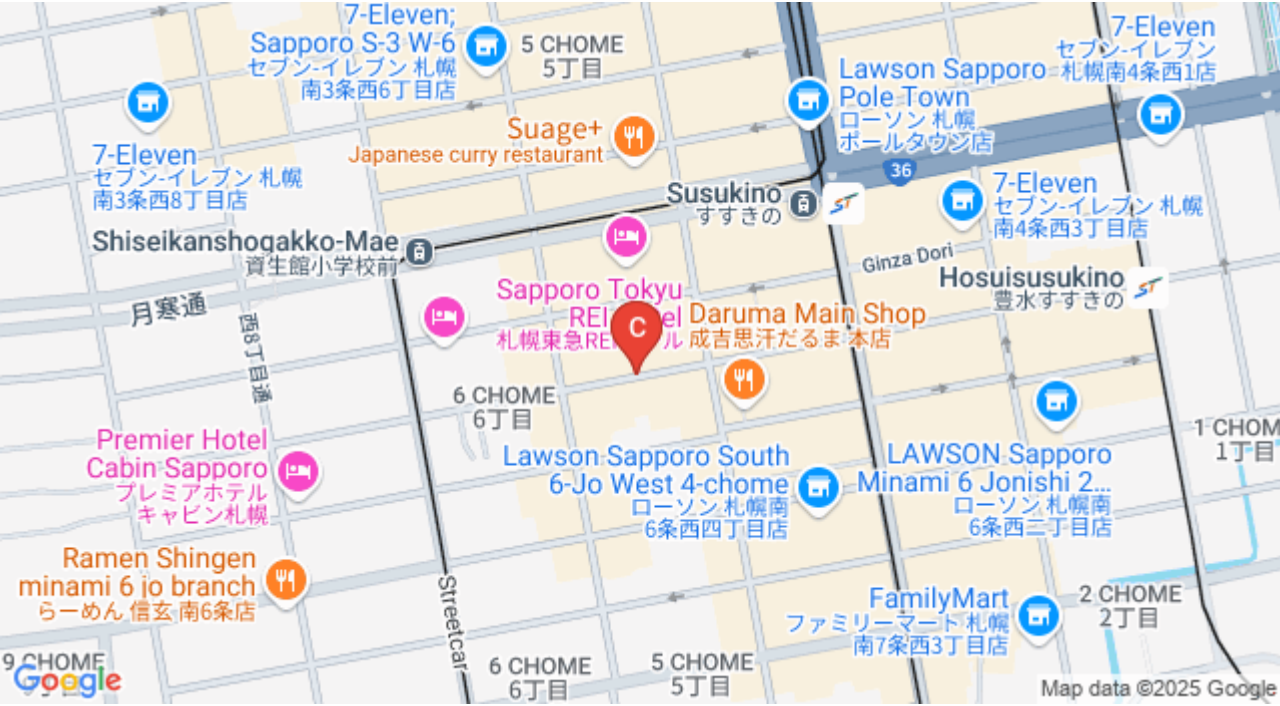 7-Eleven;
Sapporo S-3 W-6
セブン-イレブン 札幌
南3条西6丁目店
5 CHOME
5丁目
7-Eleven
セブン-イレブン
札幌南4条西1店
Lawson Sapporo
Pole Town
ローソン 札幌
ポールタウン店
Suage+
Japanese curry restaurant
7-Eleven
セブン-イレブン 札幌
南3条西8丁目店
36
Susukino
すすきの
ST
7-Eleven
セブン-イレブン 札幌
南4条西3丁目店
Shiseikanshogakko-Mae
資生館小学校前
Ginza Dori
Hosuisusukino
豊水すすきの
ST
月寒通
西8丁目通
Sapporo Tokyu
REI
札幌東急RE
C
Daruma Main Shop
成吉思汗だるま 本店
6 CHOME
6丁目
1 CHOM
1丁目
Premier Hotel
Cabin Sapporo
プレミアホテル
キャビン札幌
Lawson Sapporo South
6-Jo West 4-chome
ローソン 札幌南
6条西四丁目店
LAWSON Sapporo
Minami 6 Jonishi 2...
ローソン 札幌南
6条西二丁目店
Ramen Shingen
minami 6 jo branch
らーめん 信玄 南6条店
Streetcar
FamilyMart
ファミリーマート 札幌
南7条西3丁目店
2 CHOME
2丁目
9 CHOME
Google
6 CHOME
6丁目
5 CHOME
5丁目
Map data ©2025 Google